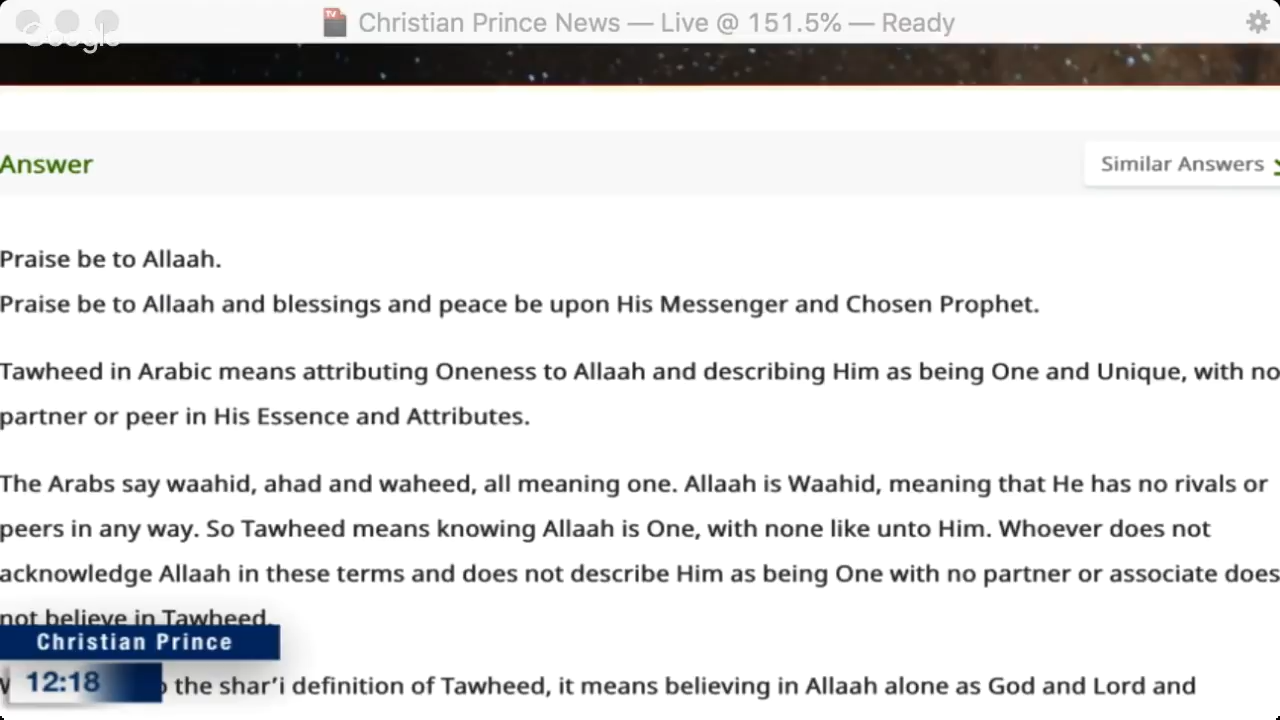 Christian Prince News — Live @ 151.5% — Ready
Google
Answer
Similar Answers
Praise be to Allaah.
Praise be to Allaah and blessings and peace be upon His Messenger and Chosen Prophet.
Tawheed in Arabic means attributing Oneness to Allaah and describing Him as being One and Unique, with no
partner or peer in His Essence and Attributes.
The Arabs say waahid, ahad and waheed, all meaning one. Allaah is Waahid, meaning that He has no rivals or
peers in any way. So Tawheed means knowing Allaah is One, with none like unto Him. Whoever does not
acknowledge Allaah in these terms and does not describe Him as being One with no partner or associate does
not believe in Tawheed.
Christian Prince
12:18
the shar’i definition of Tawheed, it means believing in Allaah alone as God and Lord and